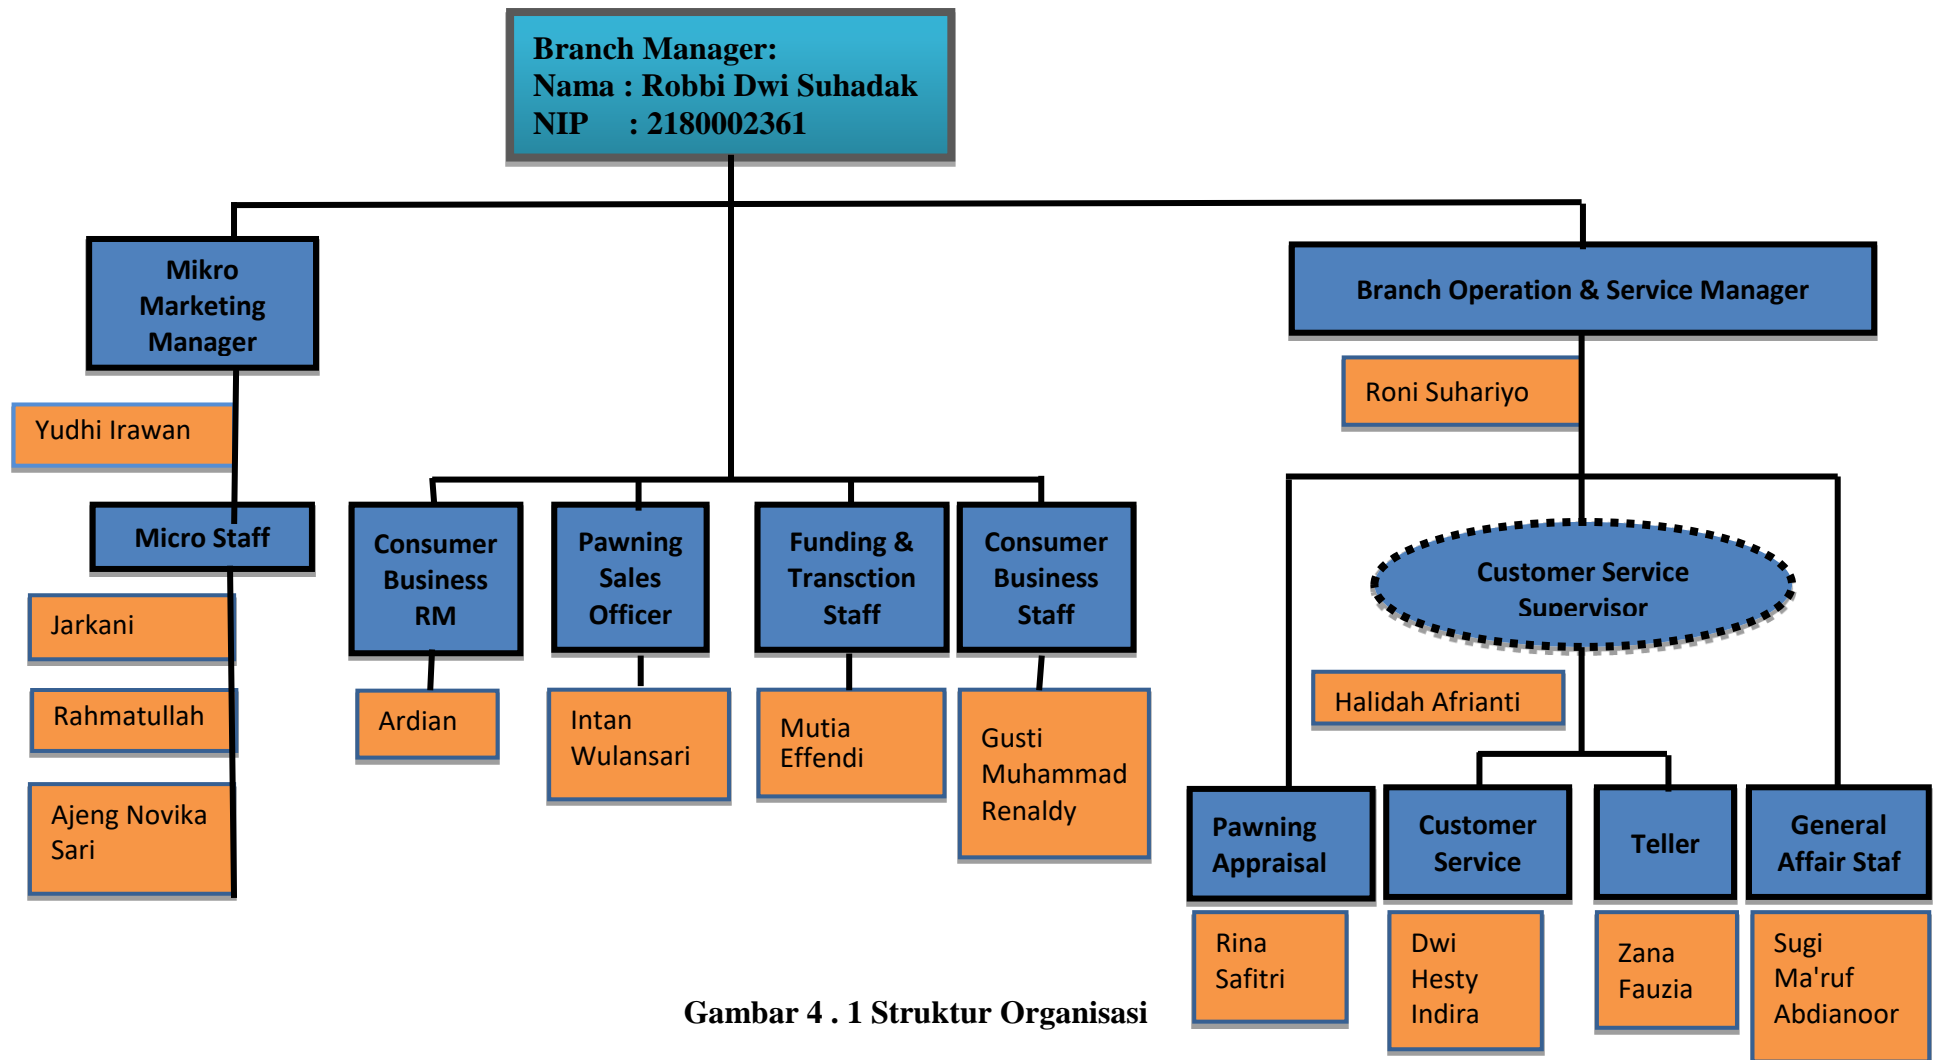 Branch Manager:
Nama : Robbi Dwi Suhadak
NIP : 2180002361
Mikro
Marketing
Manager
Branch Operation & Service Manager
Yudhi Irawan
Roni Suhariyo
Micro Staff
Consumer
Business
RM
Pawning
Sales
Officer
Funding &
Transction
Staff
Consumer
Business
Staff
Customer Service
Supervisor
Jarkani
Rahmatullah
Ajeng Novika
Sari
Ardian
Intan
Wulansari
Mutia
Effendi
Gusti
Muhammad
Renaldy
Halidah Afrianti
Pawning
Appraisal
Customer
Service
Teller
General
Affair Staf
Rina
Safitri
Dwi
Hesty
Indira
Zana
Fauzia
Sugi
Ma'ruf
Abdianoor
Gambar 4 . 1 Struktur Organisasi